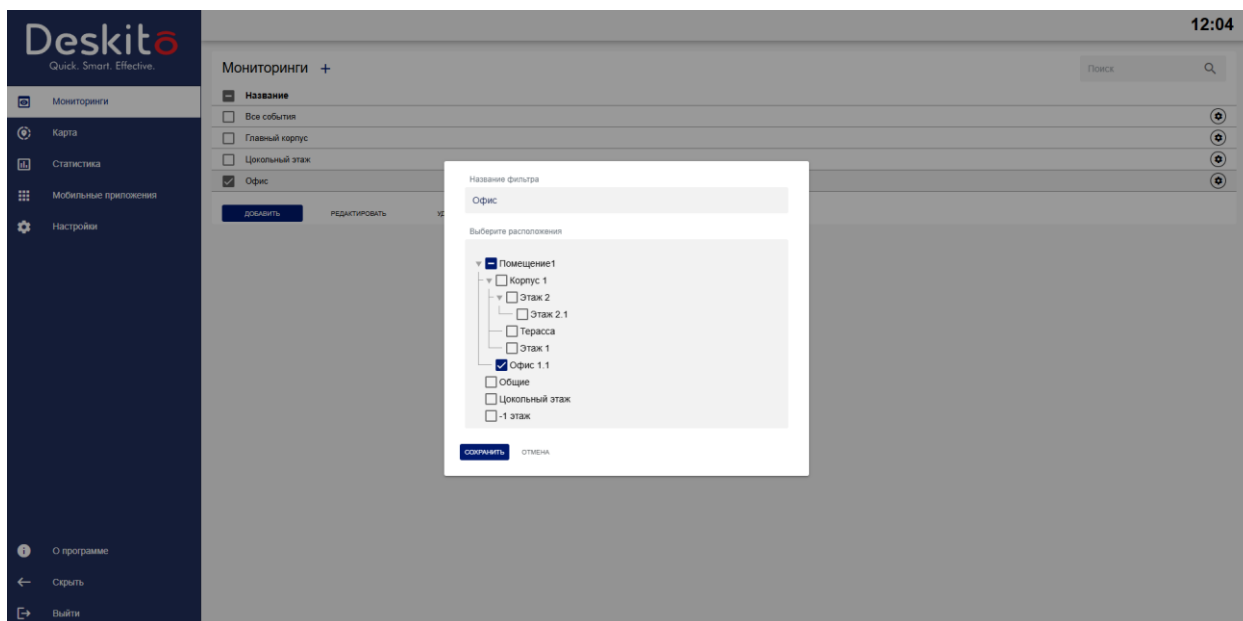 Deskitō
Quick. Smart. Effective.
12:04
Мониторинги
Карта
Статистика
Мобильные приложения
Настройки
О программе
Скрыть
Выйти
Мониторинги +
Поиск
Название
Все события
Главный корпус
Цокольный этаж
Офис
ДОБАВИТЬ РЕДАКТИРОВАТЬ
Название фильтра
Офис
Выберите расположения
Помещение1
Корпус 1
Этаж 2
Этаж 2.1
Терасса
Этаж 1
Офис 1.1
Общие
Цокольный этаж
-1 этаж
СОХРАНИТЬ ОТМЕНА